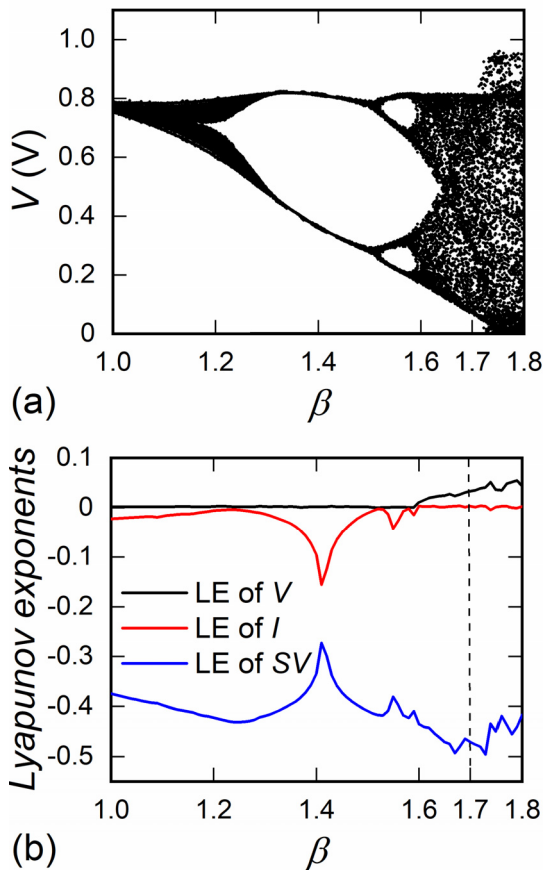 1.0
0.8
0.6
0.4
0.2
0
V (V)
1.0 1.2 1.4 1.6 1.7 1.8
β
(a)
0.1
0
-0.1
-0.2
-0.3
-0.4
-0.5
Lyapunov exponents
LE of V
LE of I
LE of SV
1.0 1.2 1.4 1.6 1.7 1.8
β
(b)